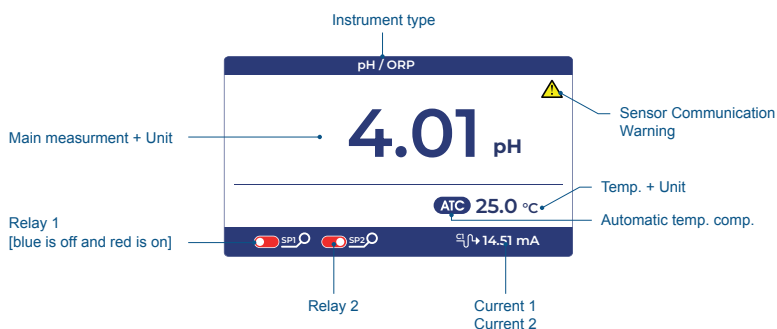 Instrument type
pH / ORP
Sensor Communication
Warning
Main measurment + Unit
4.01 pH
Temp. + Unit
ATC 25.0 °C
Automatic temp. comp.
Relay 1
[blue is off and red is on]
SP1 SP2 C1 14.51 mA
Relay 2
Current 1
Current 2